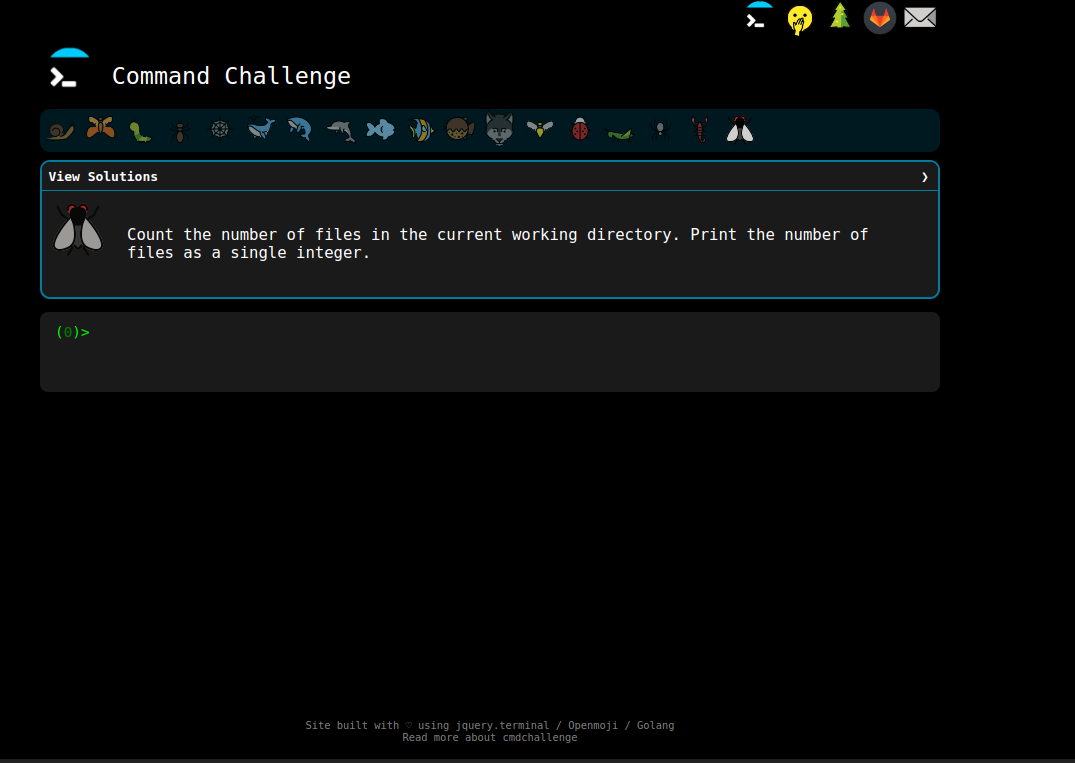 Command Challenge
View Solutions ❯
Count the number of files in the current working directory. Print the number of
files as a single integer.
(0)>
Site built with ♡ using jquery.terminal / Openmoji / Golang
Read more about cmdchallenge